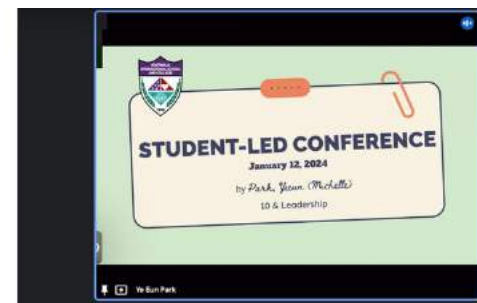 STUDENT-LED CONFERENCE
January 12, 2024
by Park, Yeeun (Michelle)
10 & Leadership
Ye Eun Park